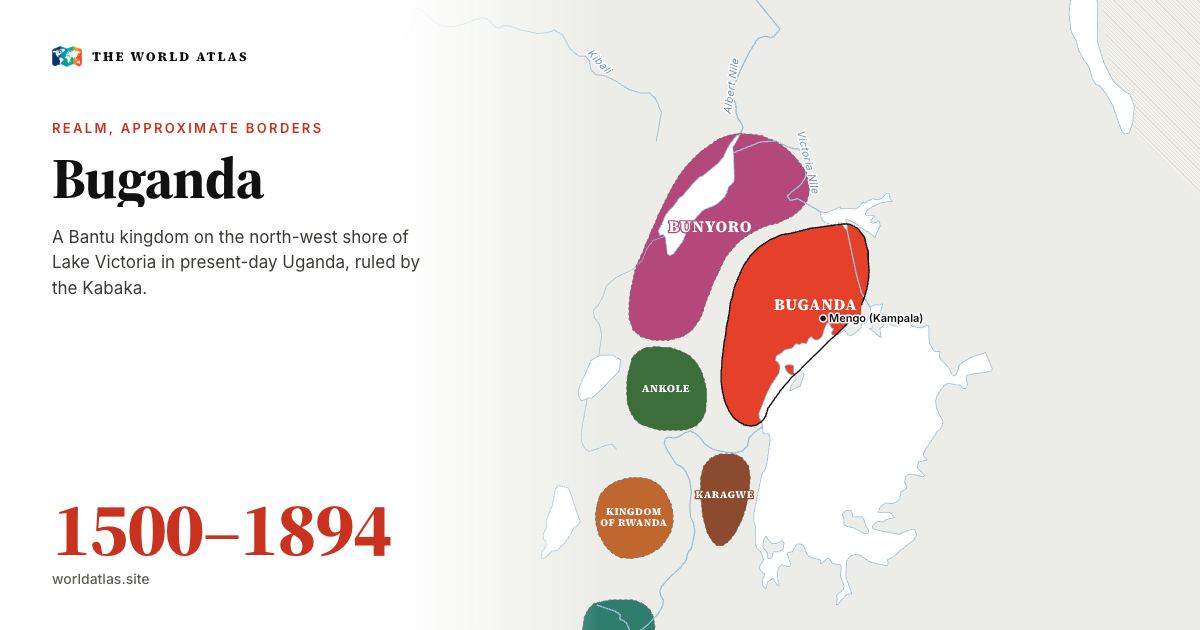 THE WORLD ATLAS
REALM, APPROXIMATE BORDERS
Buganda
A Bantu kingdom on the north-west shore of
Lake Victoria in present-day Uganda, ruled by
the Kabaka.
1500–1894
worldatlas.site
Kibali
Albert Nile
Victoria Nile
BUNYORO
BUGANDA
Mengo (Kampala)
ANKOLE
KARAGWE
KINGDOM
OF RWANDA